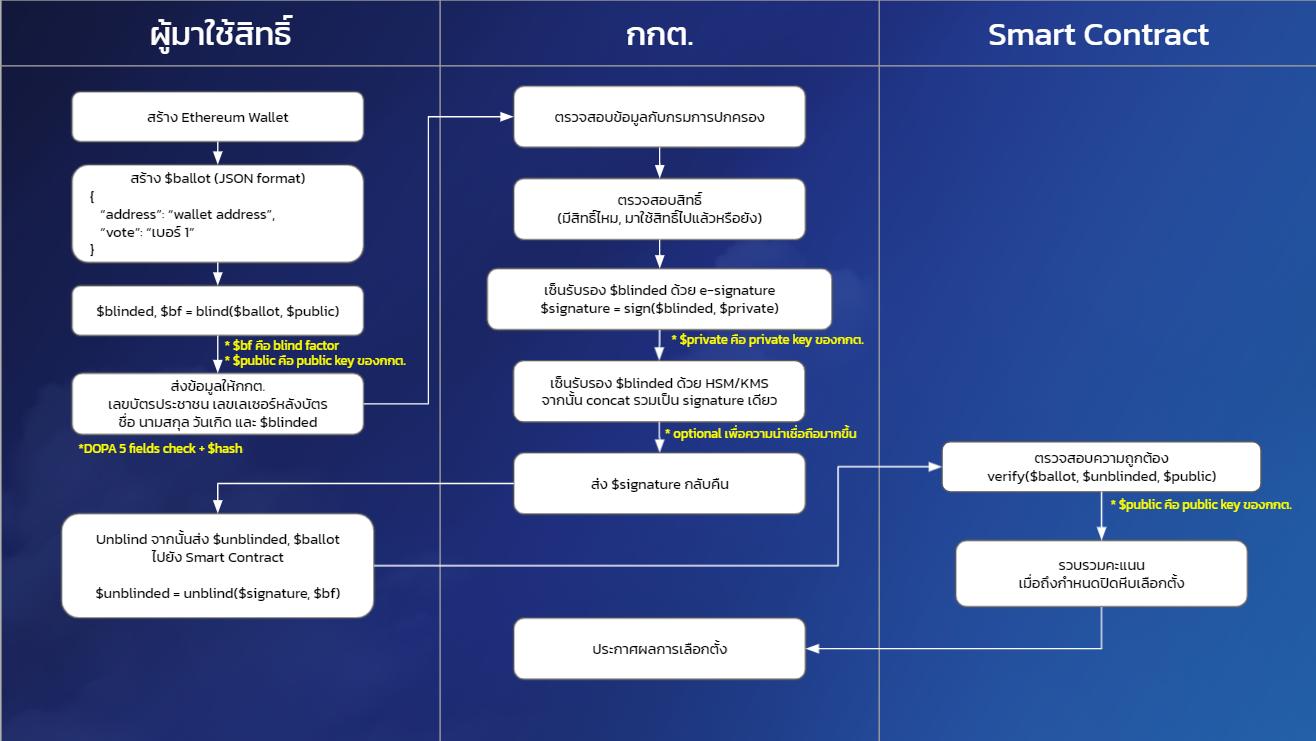 ผู้มาใช้สิทธิ์
กกต.
Smart Contract
สร้าง Ethereum Wallet
สร้าง $ballot (JSON format)
{
“address”: “wallet address”,
“vote”: “เบอร์ 1”
}
$blinded, $bf = blind($ballot, $public)
* $bf คือ blind factor
* $public คือ public key ของกกต.
ส่งข้อมูลให้กกต.
เลขบัตรประชาชน เลขเลเซอร์หลังบัตร
ชื่อ นามสกุล วันเกิด และ $blinded
*DOPA 5 fields check + $hash
ตรวจสอบข้อมูลกับกรมการปกครอง
ตรวจสอบสิทธิ์
(มีสิทธิ์ไหม, มาใช้สิทธิ์ไปแล้วหรือยัง)
เซ็นรับรอง $blinded ด้วย e-signature
$signature = sign($blinded, $private)
* $private คือ private key ของกกต.
เซ็นรับรอง $blinded ด้วย HSM/KMS
จากนั้น concat รวมเป็น signature เดียว
* optional เพื่อความน่าเชื่อถือมากขึ้น
ส่ง $signature กลับคืน
Unblind จากนั้นส่ง $unblinded, $ballot
ไปยัง Smart Contract
$unblinded = unblind($signature, $bf)
ตรวจสอบความถูกต้อง
verify($ballot, $unblinded, $public)
* $public คือ public key ของกกต.
รวบรวมคะแนน
เมื่อถึงกำหนดปิดหีบเลือกตั้ง
ประกาศผลการเลือกตั้ง